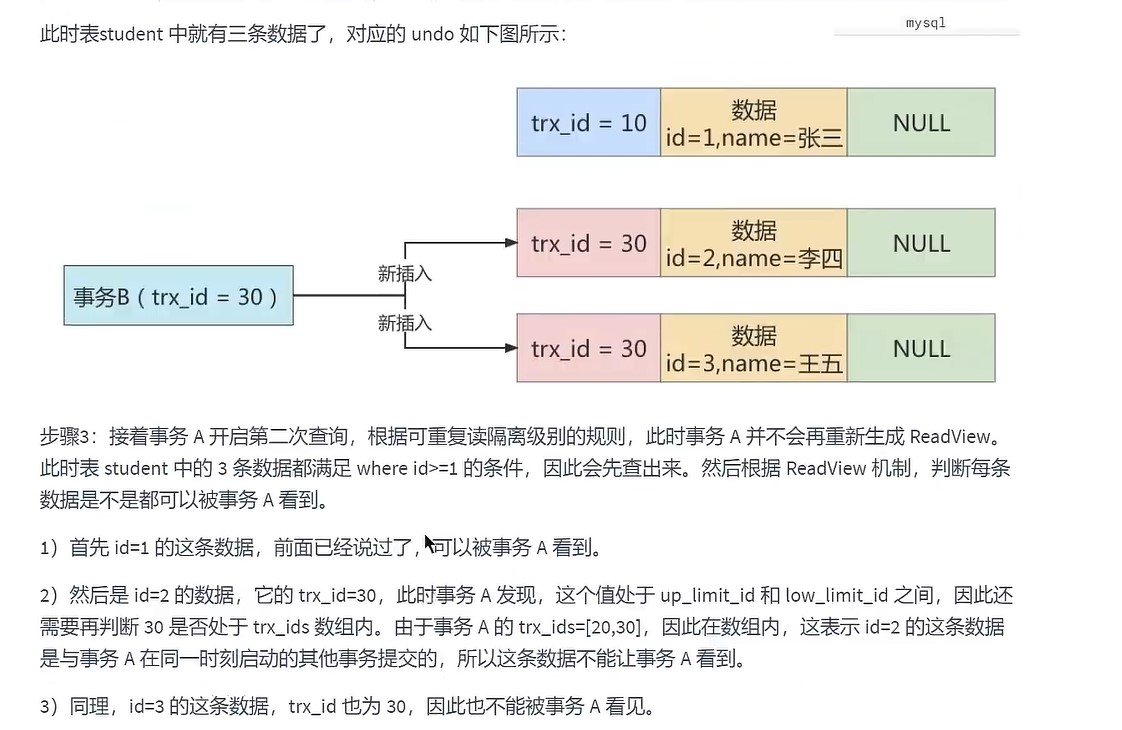 mysql
此时表student 中就有三条数据了，对应的 undo 如下图所示：
trx_id = 10
数据
id=1,name=张三
NULL
trx_id = 30
数据
id=2,name=李四
NULL
新插入
事务B（trx_id = 30）
新插入
trx_id = 30
数据
id=3,name=王五
NULL
步骤3：接着事务 A 开启第二次查询，根据可重复读隔离级别的规则，此时事务 A 并不会再重新生成 ReadView。
此时表 student 中的 3 条数据都满足 where id>=1 的条件，因此会先查出来。然后根据 ReadView 机制，判断每条
数据是不是都可以被事务 A 看到。
1）首先 id=1 的这条数据，前面已经说过了，可以被事务 A 看到。
2）然后是 id=2 的数据，它的 trx_id=30，此时事务 A 发现，这个值处于 up_limit_id 和 low_limit_id 之间，因此还
需要再判断 30 是否处于 trx_ids 数组内。由于事务 A 的 trx_ids=[20,30]，因此在数组内，这表示 id=2 的这条数据
是与事务 A 在同一时刻启动的其他事务提交的，所以这条数据不能让事务 A 看到。
3）同理，id=3 的这条数据，trx_id 也为 30，因此也不能被事务 A 看见。